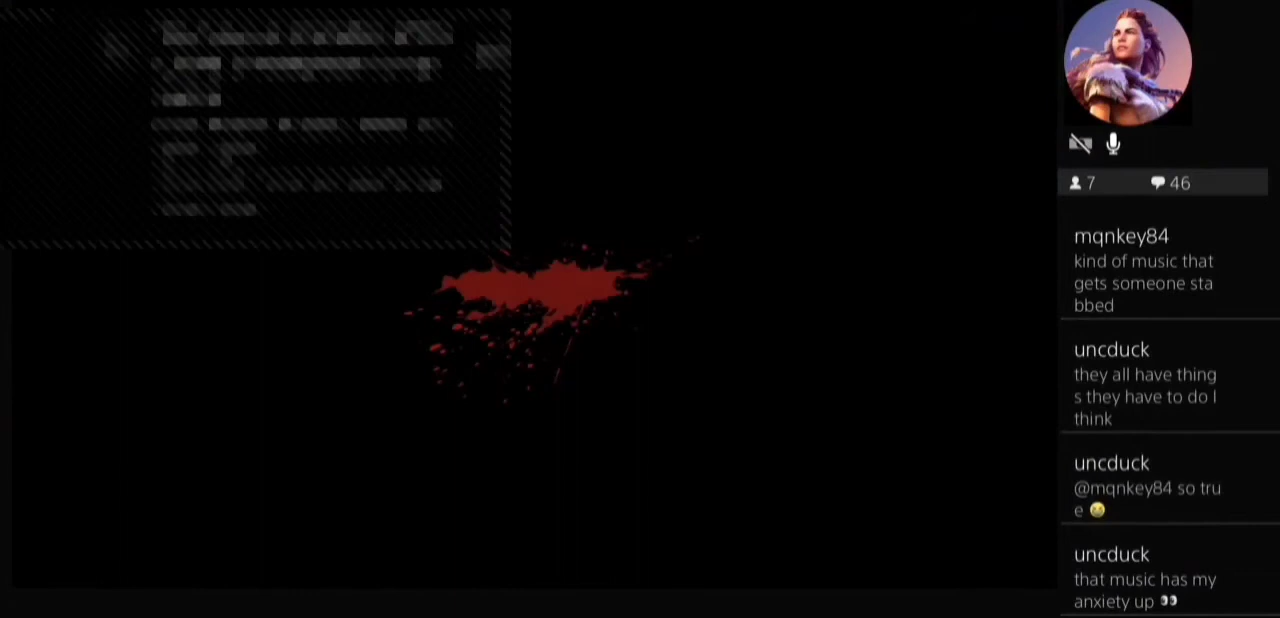 7 46
mqnkey84
kind of music that
gets someone sta
bbed
uncduck
they all have thing
s they have to do I
think
uncduck
@mqnkey84 so tru
e 😂
uncduck
that music has my
anxiety up 👀